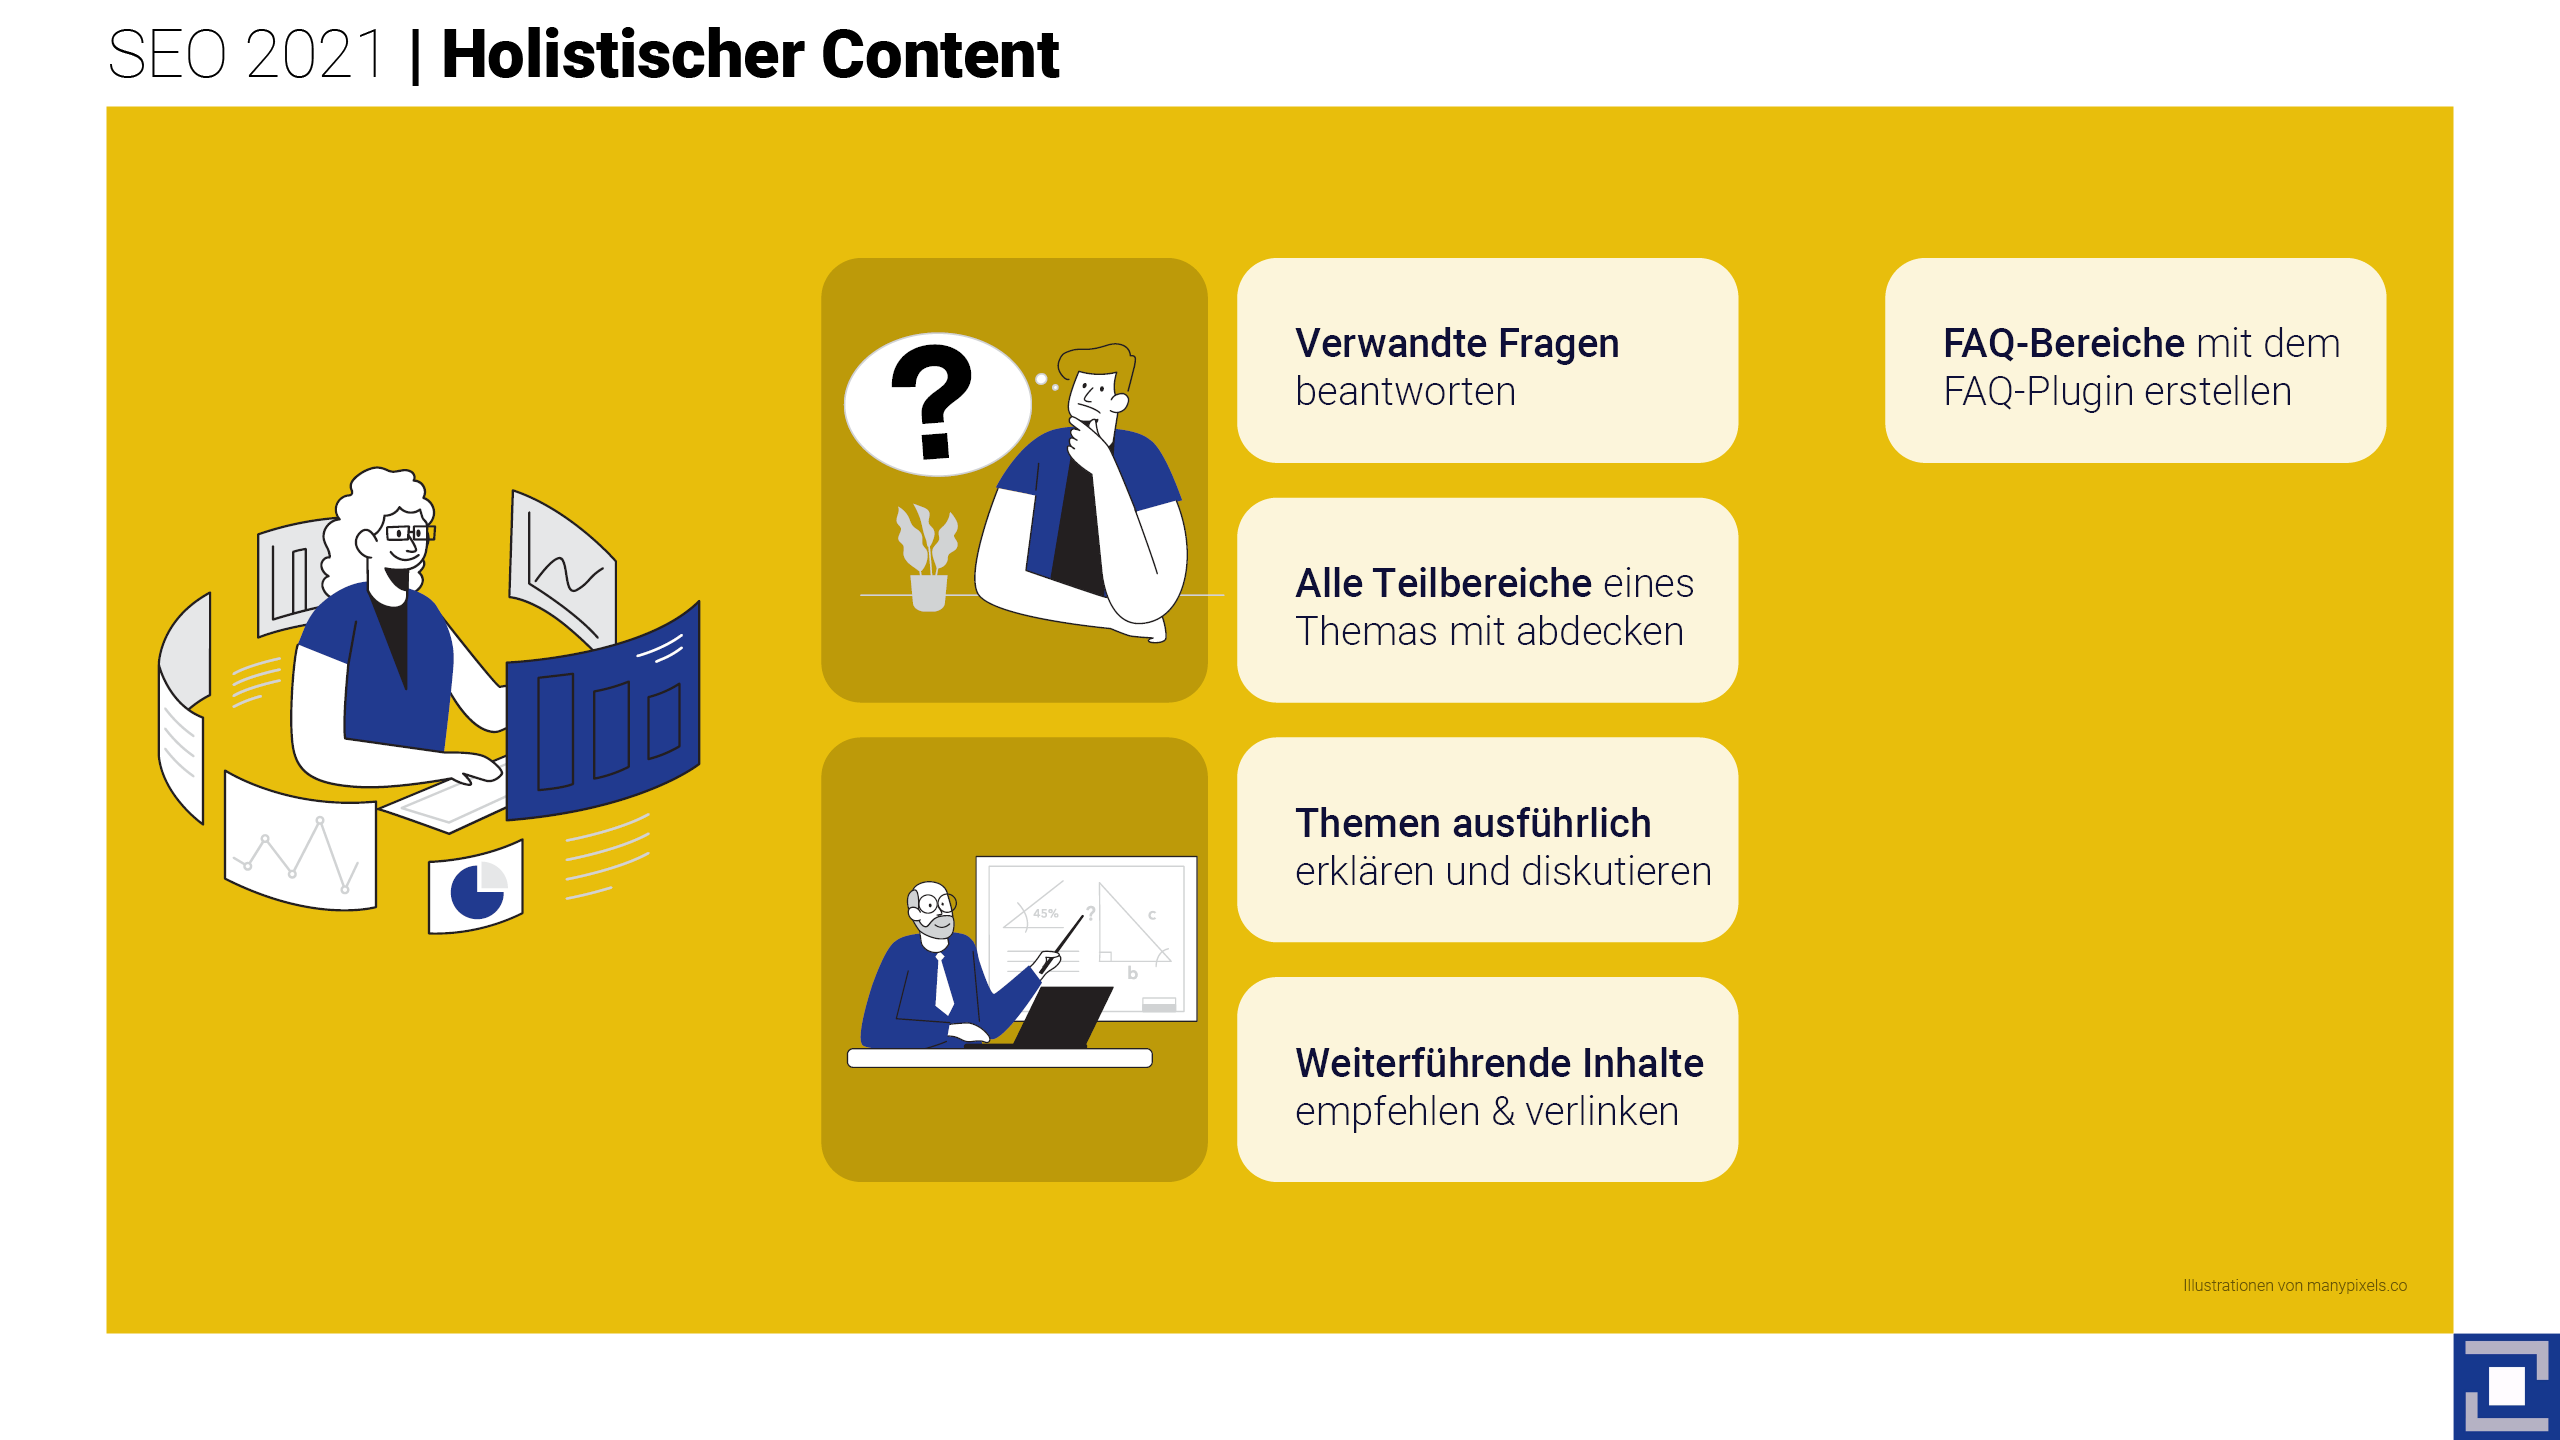 SEO 2021 | Holistischer Content
?
Verwandte Fragen
beantworten
FAQ-Bereiche mit dem
FAQ-Plugin erstellen
Alle Teilbereiche eines
Themas mit abdecken
Themen ausführlich
erklären und diskutieren
45%
?
c
b
Weiterführende Inhalte
empfehlen & verlinken
Illustrationen von manypixels.co